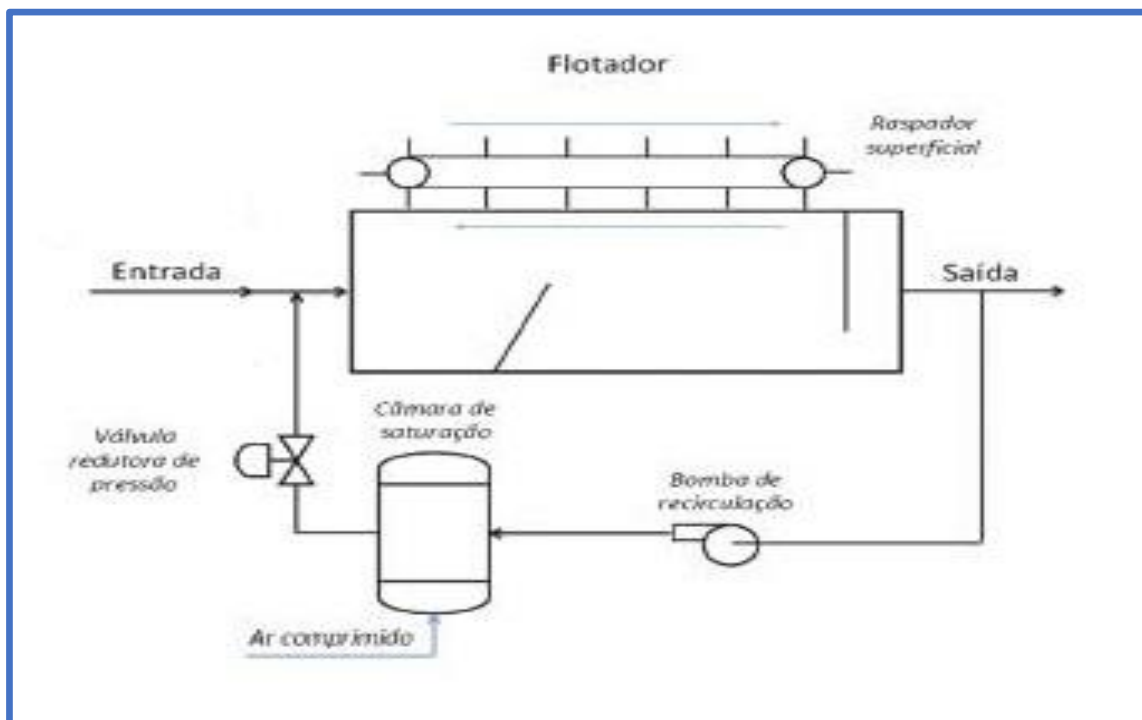 Flotador
Raspador
superficial
Entrada
Saída
Câmara de
saturação
Válvula
redutora de
pressão
Bomba de
recirculação
Ar comprimido